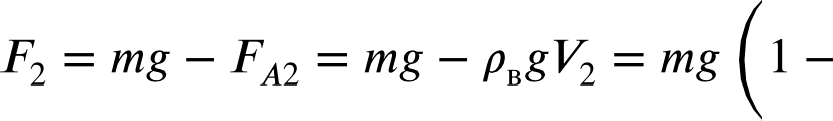 F₂ = mg − F_A2 = mg − ρ_в gV₂ = mg ( 1 −